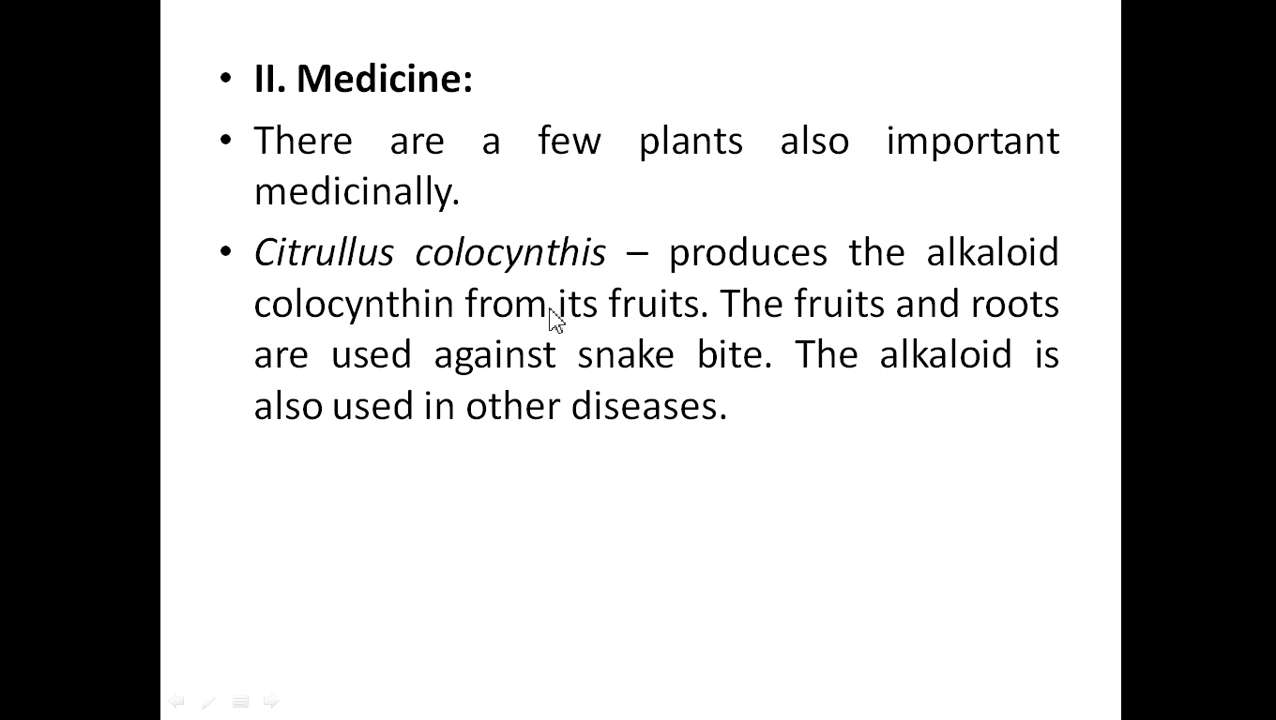 • II. Medicine:
• There are a few plants also important
medicinally.
• Citrullus colocynthis – produces the alkaloid
colocynthin from its fruits. The fruits and roots
are used against snake bite. The alkaloid is
also used in other diseases.